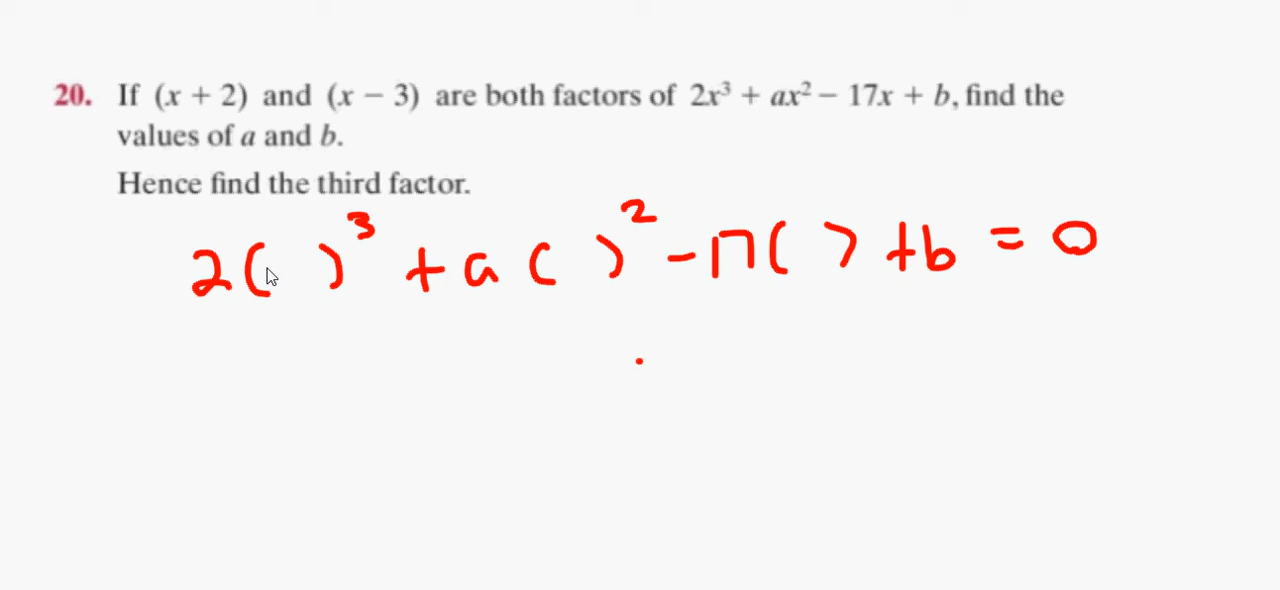 20. If (x + 2) and (x − 3) are both factors of 2x³ + ax² − 17x + b, find the
values of a and b.
Hence find the third factor.
2( )³ + a( )² − 17( ) + b = 0